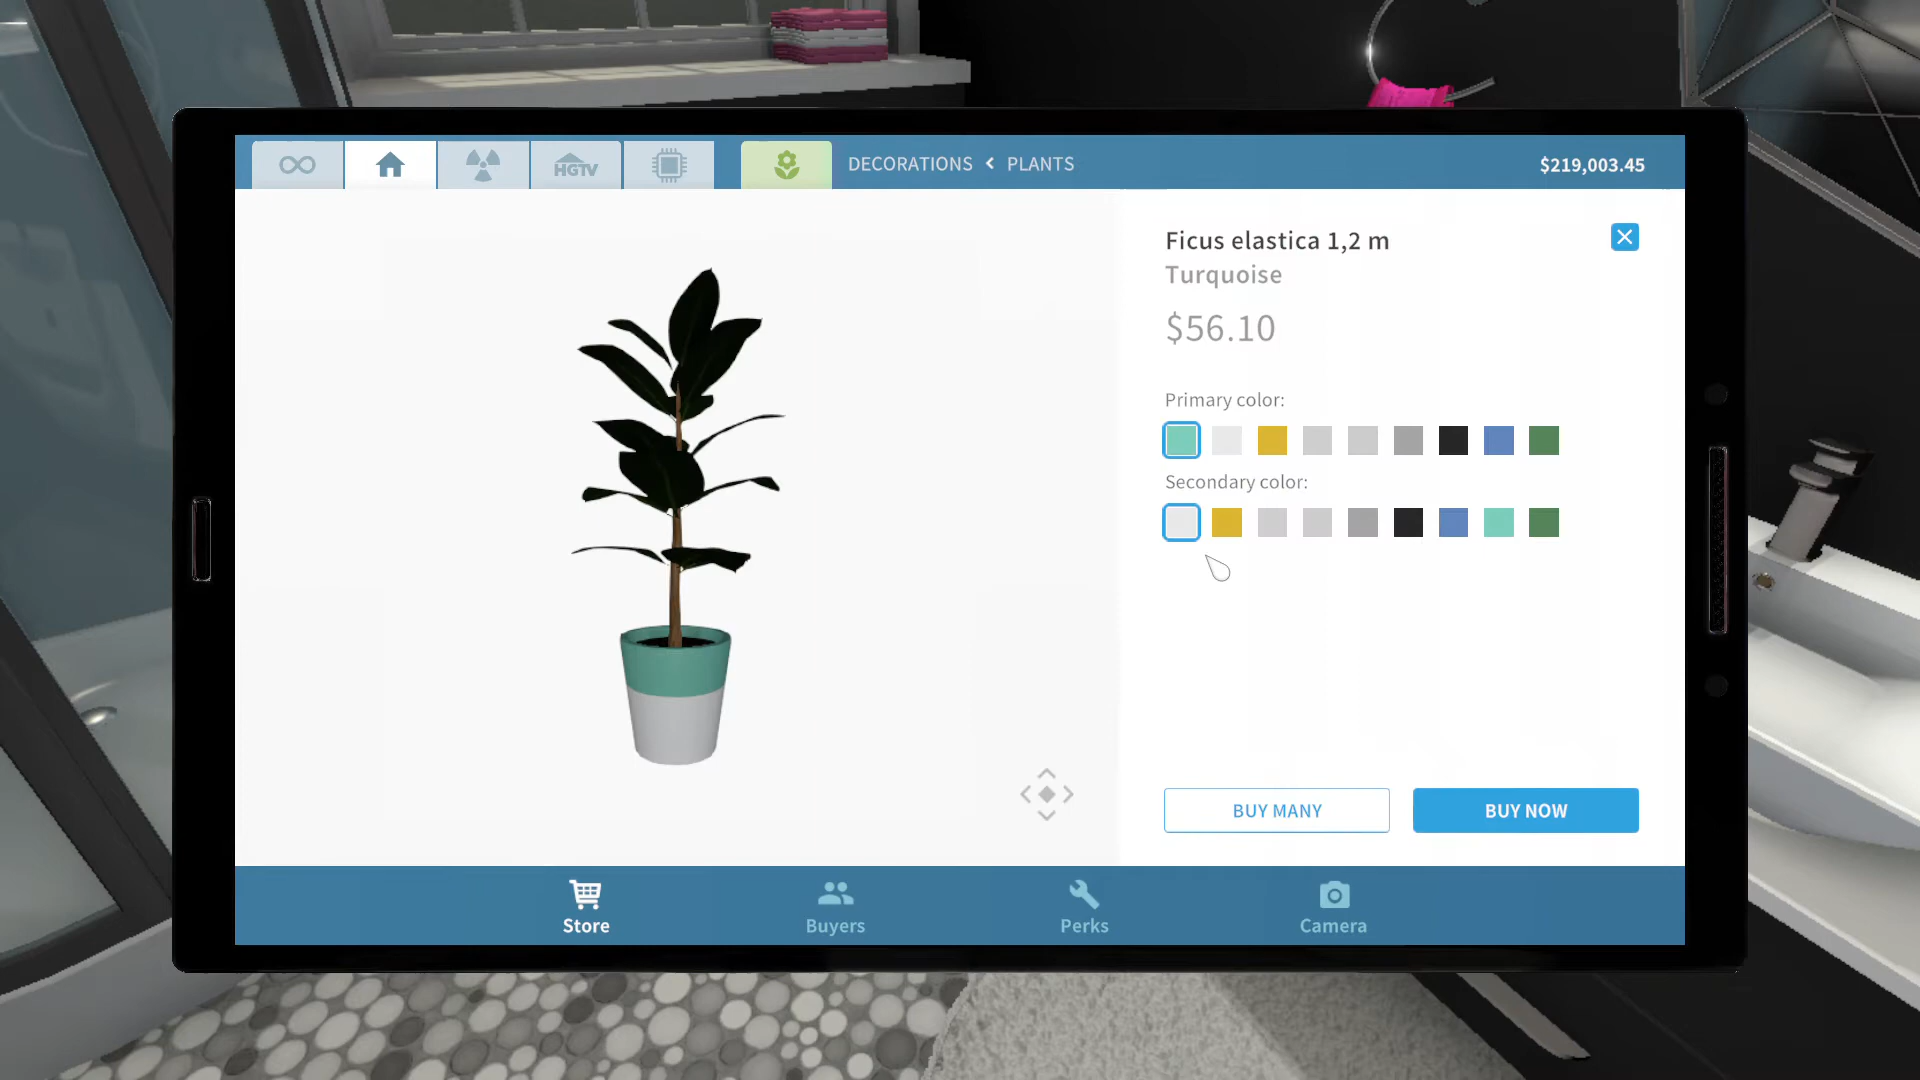 HGTV
DECORATIONS < PLANTS
$219,003.45
Ficus elastica 1,2 m
Turquoise
$56.10
Primary color:
Secondary color:
BUY MANY
BUY NOW
Store
Buyers
Perks
Camera